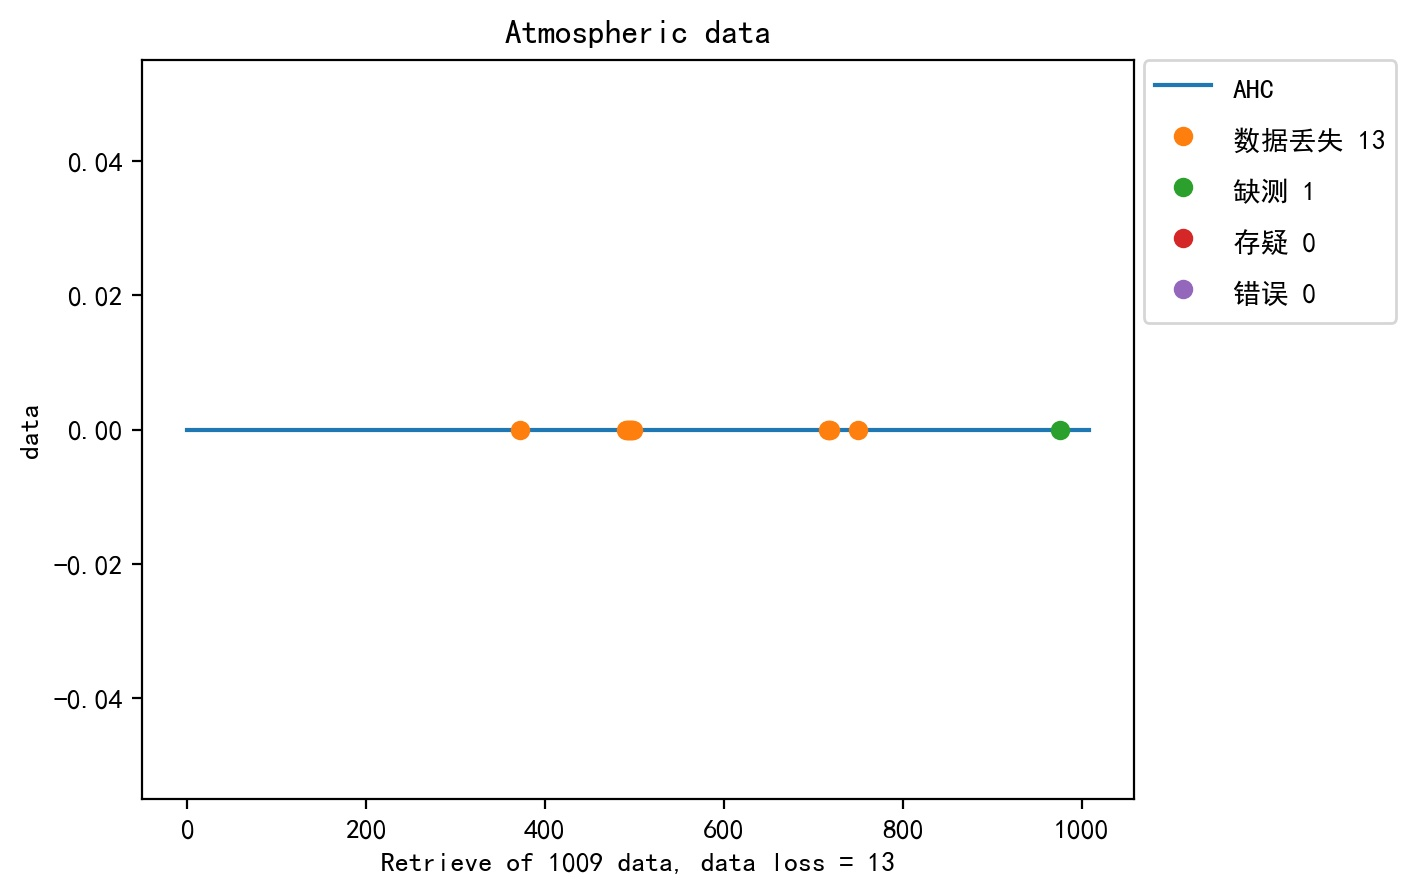 Atmospheric data
AHC
数据丢失 13
缺测 1
存疑 0
错误 0
0.04
0.02
0.00
-0.02
-0.04
data
0 200 400 600 800 1000
Retrieve of 1009 data, data loss = 13